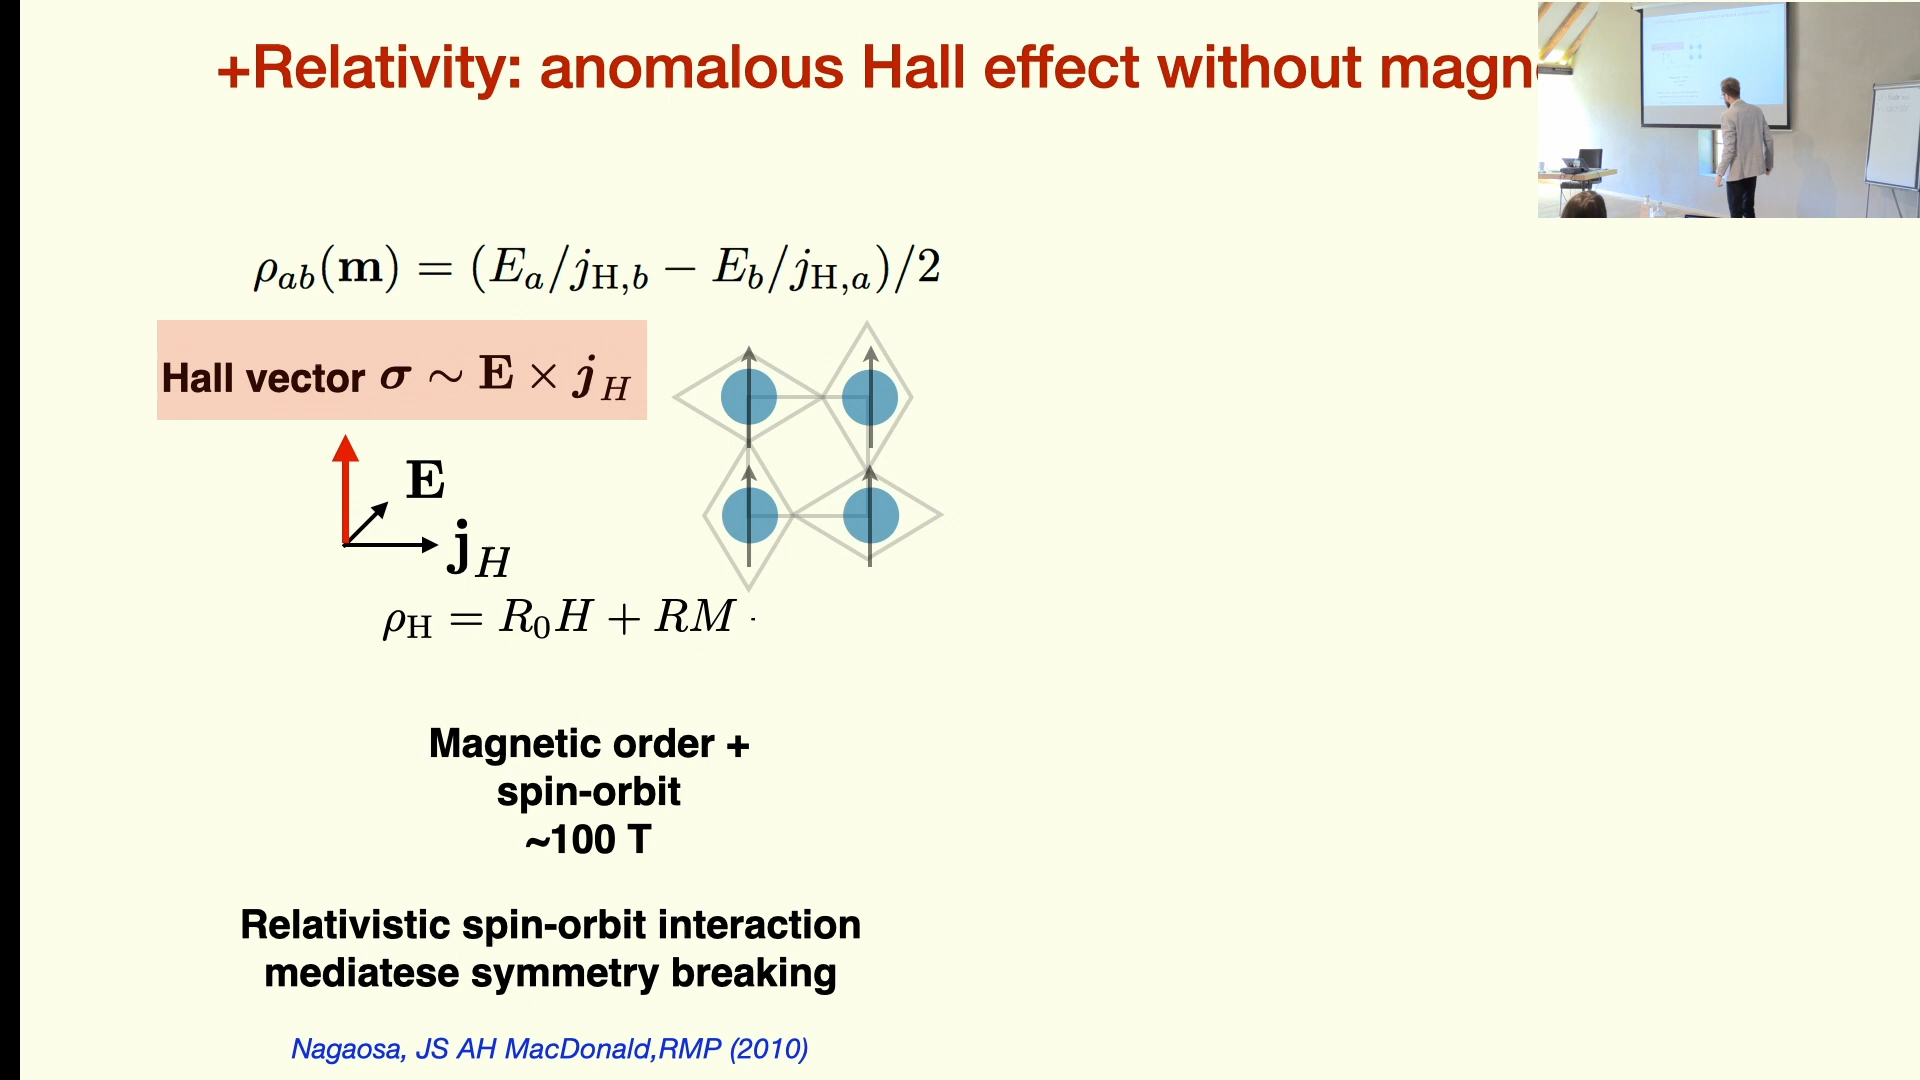 +Relativity: anomalous Hall effect without magn
ρ_ab(m) = (E_a/j_H,b − E_b/j_H,a)/2
Hall vector σ ~ E × j_H
E
j_H
ρ_H = R_0H + RM
Magnetic order +
spin-orbit
~100 T
Relativistic spin-orbit interaction
mediatese symmetry breaking
Nagaosa, JS AH MacDonald,RMP (2010)